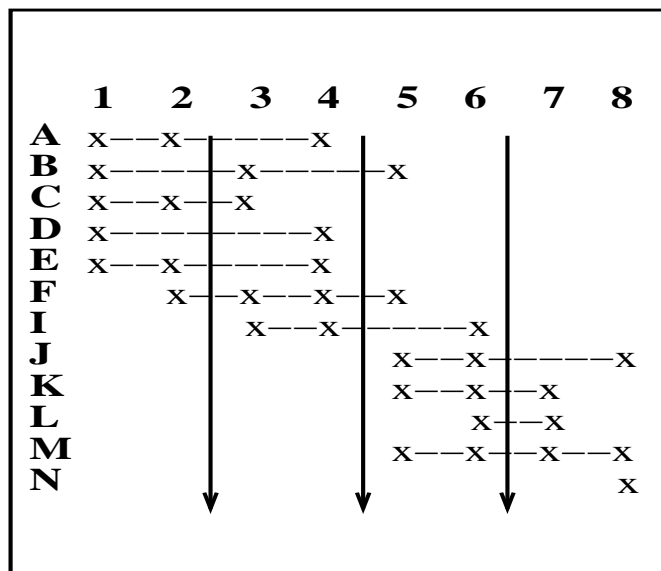 1 2 3 4 5 6 7 8
A x——x————————x
B x————————x————————x
C x——x——x
D x————————————x
E x——x————————x
F x——x——x——x
I x——x————————x
J x——x————————x
K x——x——x
L x——x
M x——x——x——x
N x